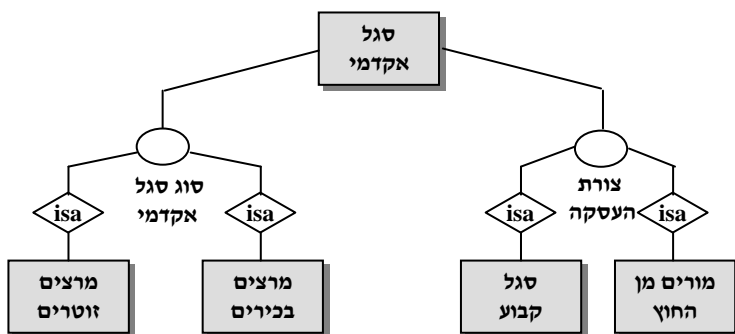 סגל
אקדמי
סוג סגל
אקדמי
צורת
העסקה
isa
isa
isa
isa
מרצים
זוטרים
מרצים
בכירים
סגל
קבוע
מורים מן
החוץ